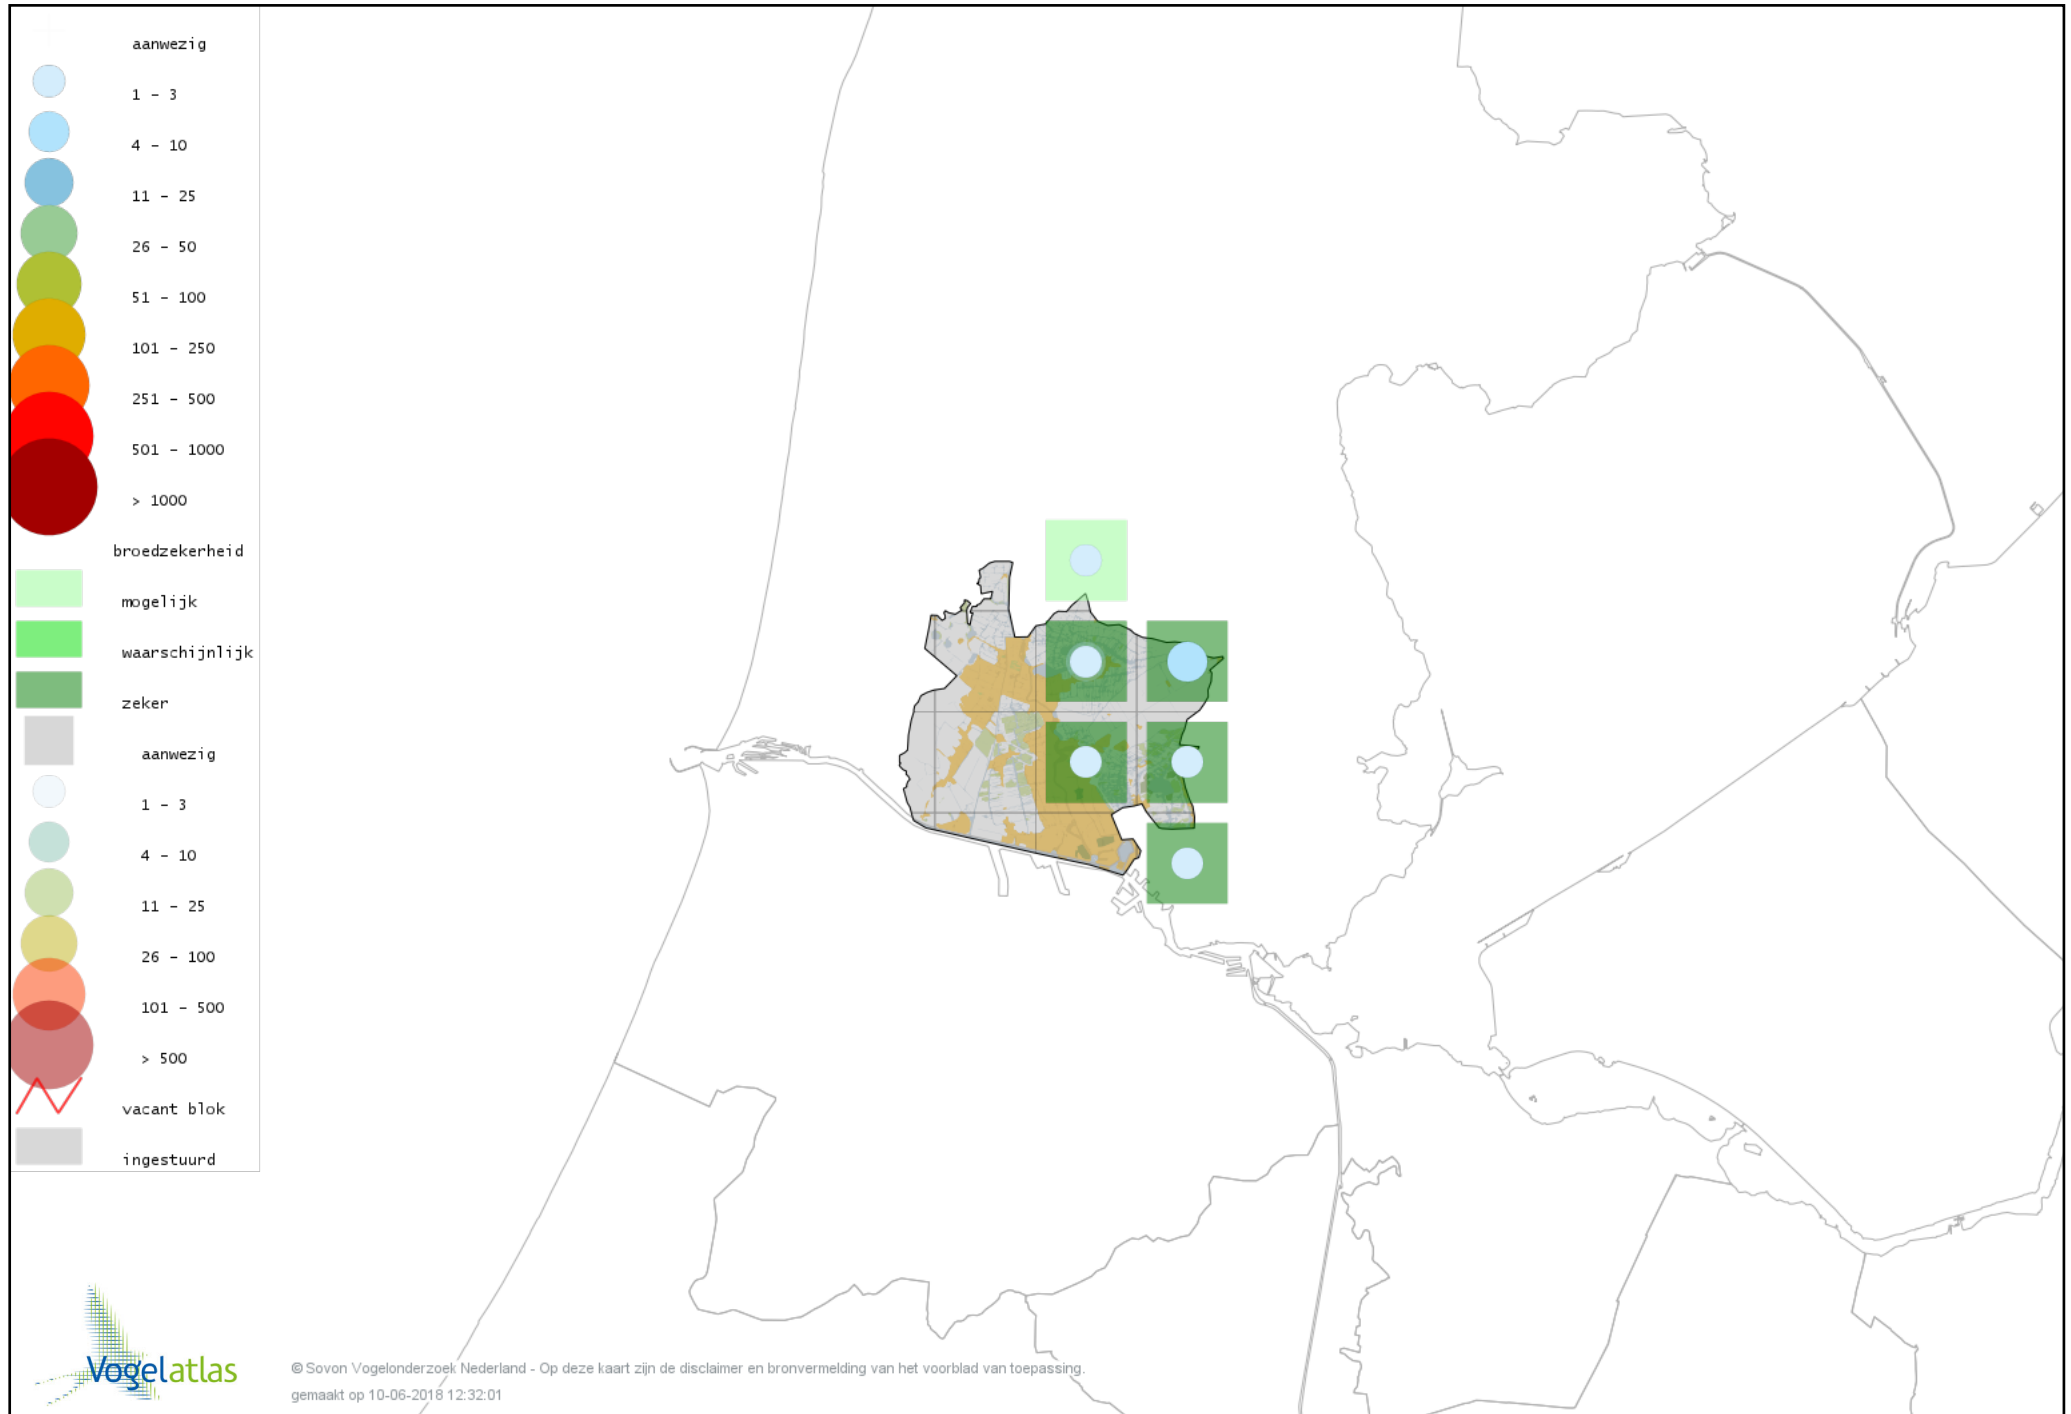 aanwezig
1 - 3
4 - 10
11 - 25
26 - 50
51 - 100
101 - 250
251 - 500
501 - 1000
> 1000
broedzekerheid
mogelijk
waarschijnlijk
zeker
aanwezig
1 - 3
4 - 10
11 - 25
26 - 100
101 - 500
> 500
vacant blok
ingestuurd
Vogelatlas
© Sovon Vogelonderzoek Nederland - Op deze kaart zijn de disclaimer en bronvermelding van het voorblad van toepassing.
gemaakt op 10-06-2018 12:32:01